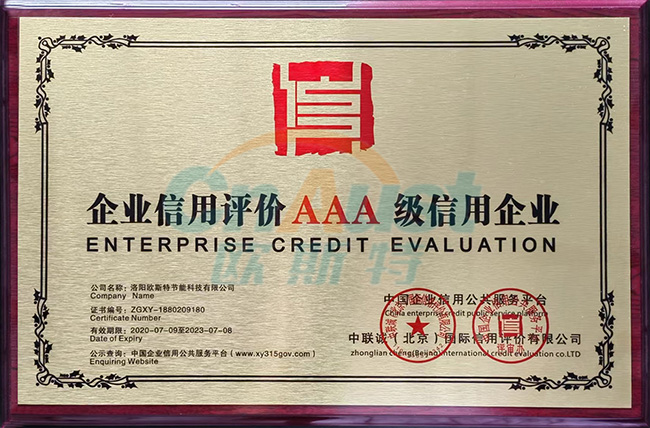 信
企业信用评价AAA级信用企业
ENTERPRISE CREDIT EVALUATION
欧斯特
公司名称：洛阳欧斯特节能科技有限公司
Company Name
证书编号：ZGXY-1880209180
Certificate Number
有效期限：2020-07-09至2023-07-08
Date of Expiry
公示查询：中国企业信用公共服务平台（www.xy315gov.com）
Enquiring Website
中国企业信用公共服务平台
China enterprise credit public service platform
中联诚（北京）国际信用评价有限公司
zhonglian cheng(Beijing)international credit evaluation co.LTD
评审办